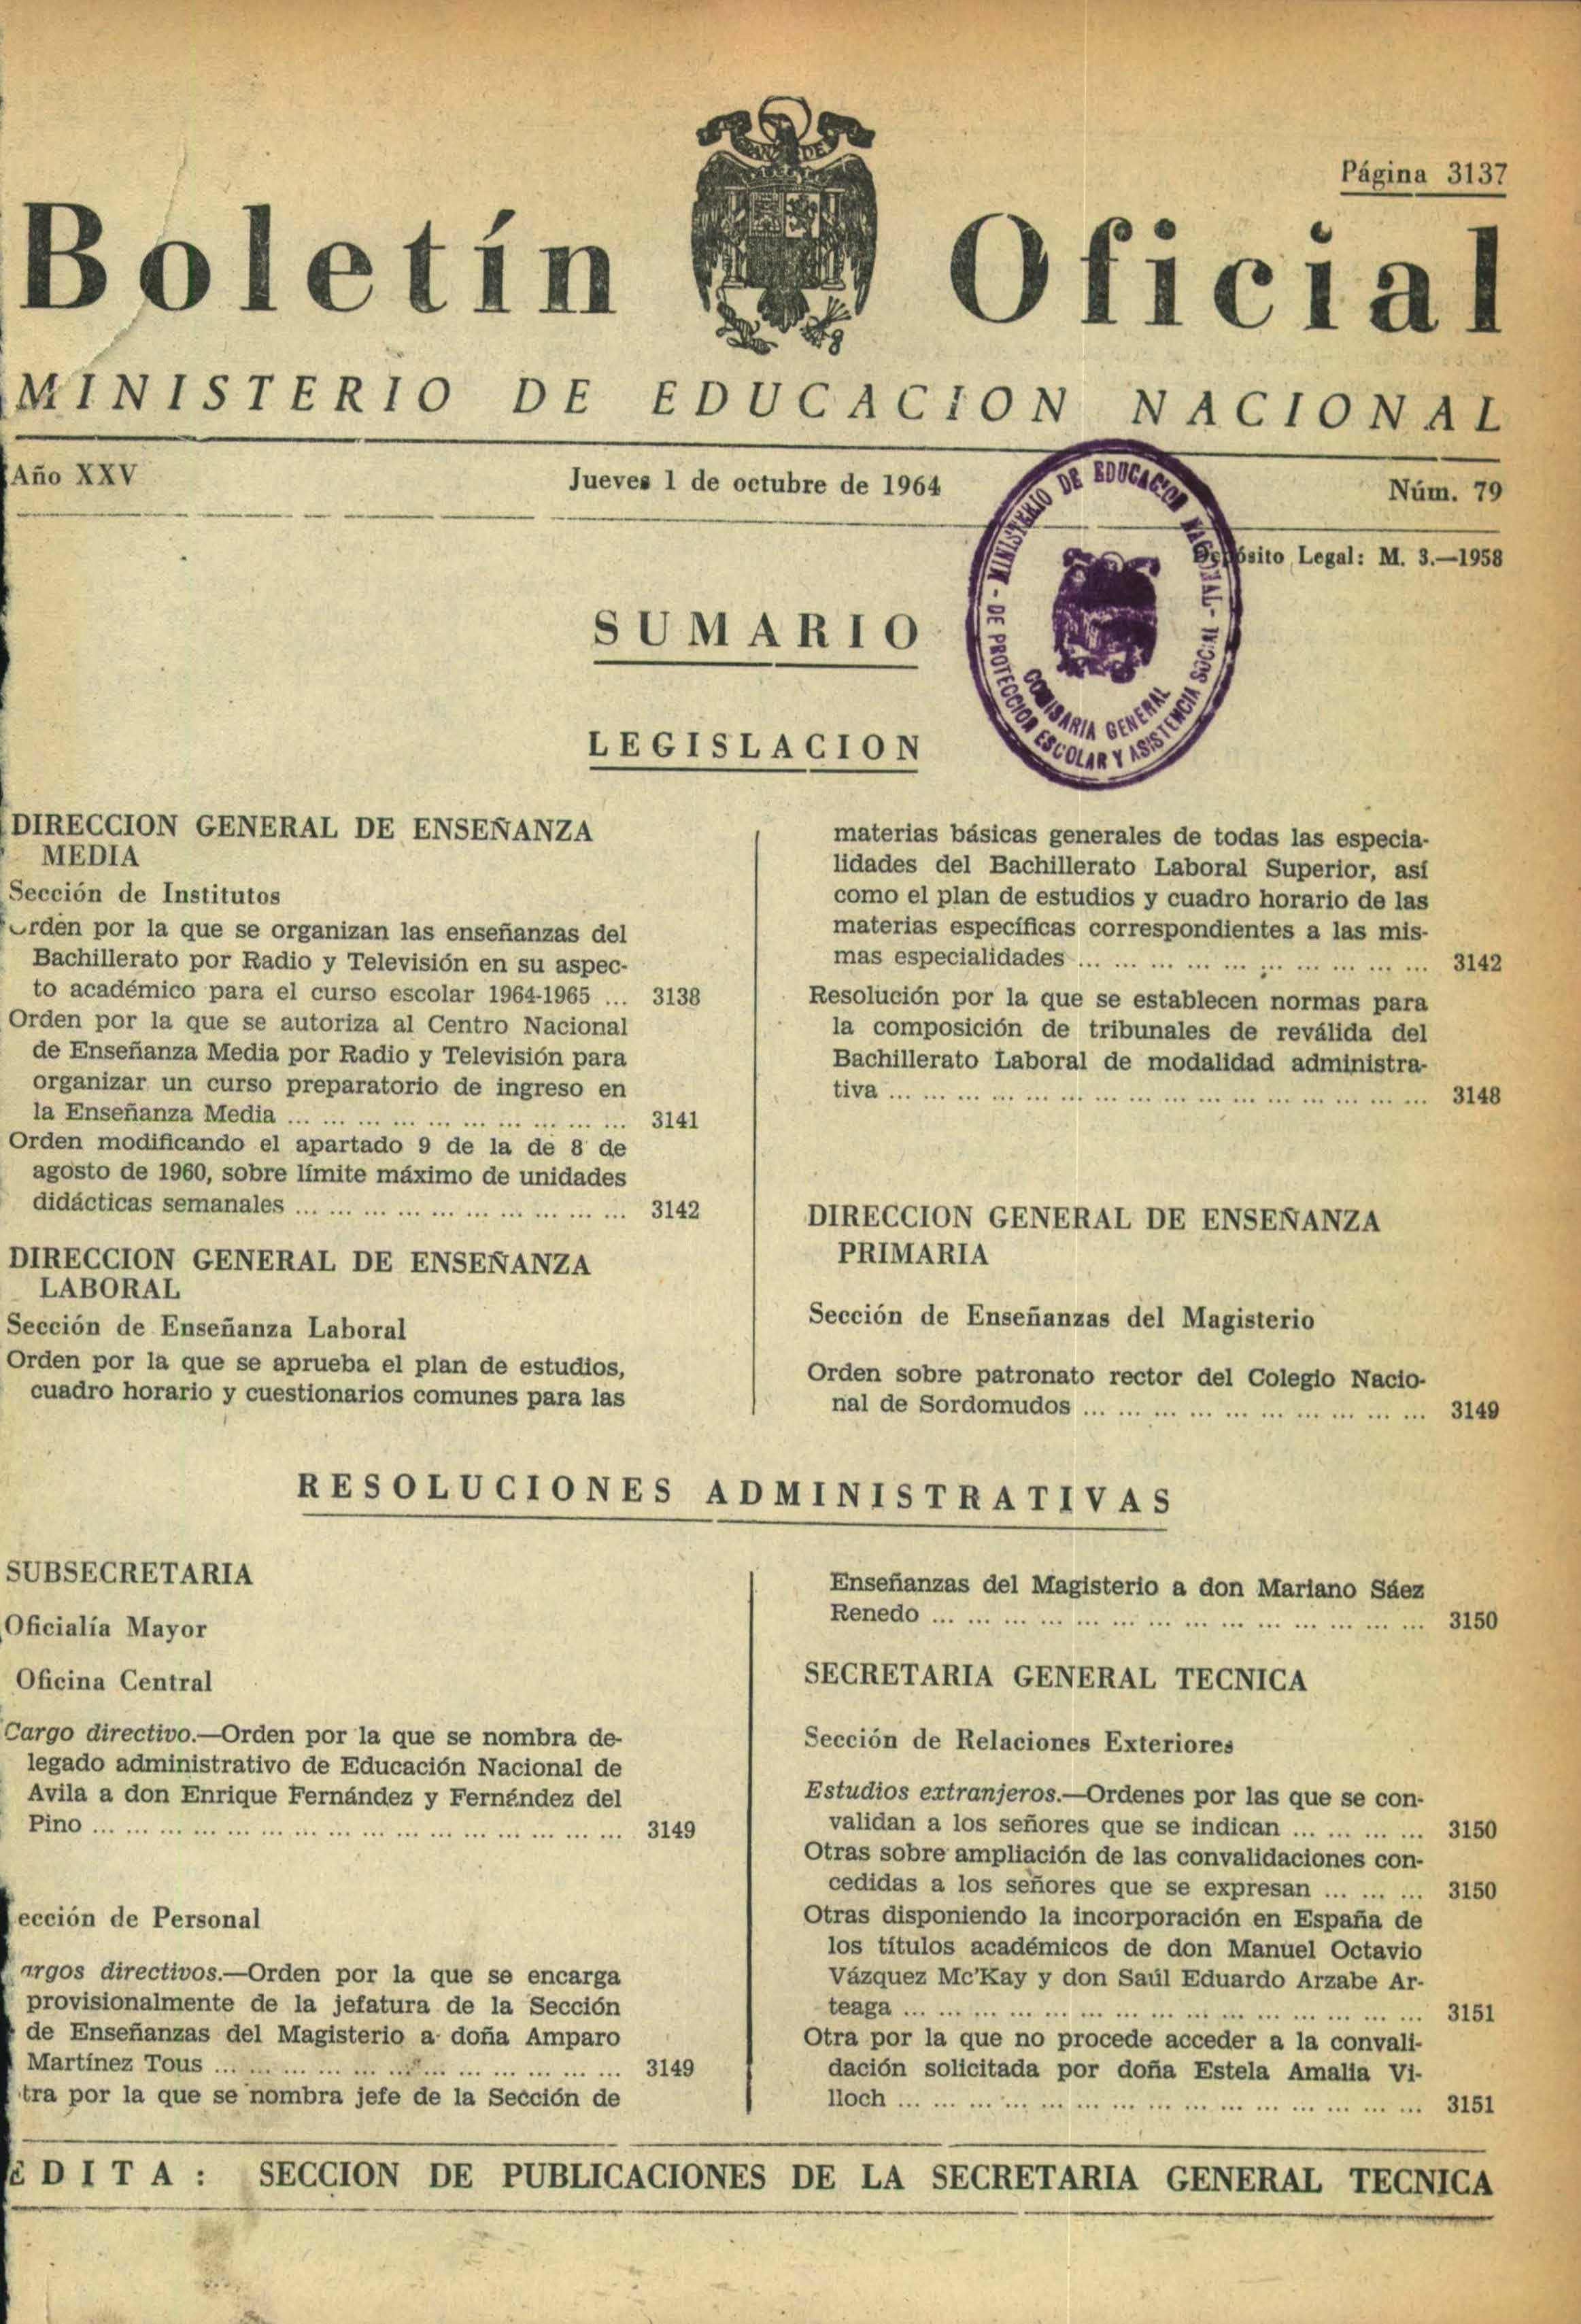 Página 3137
Boletín Oficial
MINISTERIO DE EDUCACION NACIONAL
Año XXV
Jueves 1 de octubre de 1964
Núm. 79
Depósito Legal: M. 3.—1958
MINISTERIO DE EDUCACION NACIONAL - COMISARIA GENERAL DE PROTECCION ESCOLAR Y ASISTENCIA SOCIAL -
SUMARIO
LEGISLACION
DIRECCION GENERAL DE ENSEÑANZA
MEDIA
Sección de Institutos
Orden por la que se organizan las enseñanzas del
Bachillerato por Radio y Televisión en su aspec-
to académico para el curso escolar 1964-1965 ... 3138
Orden por la que se autoriza al Centro Nacional
de Enseñanza Media por Radio y Televisión para
organizar un curso preparatorio de ingreso en
la Enseñanza Media ... ... ... ... ... ... ... ... ... ... 3141
Orden modificando el apartado 9 de la de 8 de
agosto de 1960, sobre límite máximo de unidades
didácticas semanales ... ... ... ... ... ... ... ... ... ... 3142
DIRECCION GENERAL DE ENSEÑANZA
LABORAL
Sección de Enseñanza Laboral
Orden por la que se aprueba el plan de estudios,
cuadro horario y cuestionarios comunes para las
materias básicas generales de todas las especia-
lidades del Bachillerato Laboral Superior, así
como el plan de estudios y cuadro horario de las
materias específicas correspondientes a las mis-
mas especialidades ... ... ... ... ... ... ... ... ... ... 3142
Resolución por la que se establecen normas para
la composición de tribunales de reválida del
Bachillerato Laboral de modalidad administra-
tiva ... ... ... ... ... ... ... ... ... ... ... ... ... ... ... ... 3148
DIRECCION GENERAL DE ENSEÑANZA
PRIMARIA
Sección de Enseñanzas del Magisterio
Orden sobre patronato rector del Colegio Nacio-
nal de Sordomudos ... ... ... ... ... ... ... ... ... ... 3149
RESOLUCIONES ADMINISTRATIVAS
SUBSECRETARIA
Oficialía Mayor
Oficina Central
Cargo directivo.—Orden por la que se nombra de-
legado administrativo de Educación Nacional de
Avila a don Enrique Fernández y Fernández del
Pino ... ... ... ... ... ... ... ... ... ... ... ... ... ... ... ... 3149
ección de Personal
argos directivos.—Orden por la que se encarga
provisionalmente de la jefatura de la Sección
de Enseñanzas del Magisterio a doña Amparo
Martínez Tous ... ... ... ... ... ... ... ... ... ... ... ... 3149
tra por la que se nombra jefe de la Sección de
Enseñanzas del Magisterio a don Mariano Sáez
Renedo ... ... ... ... ... ... ... ... ... ... ... ... ... ... 3150
SECRETARIA GENERAL TECNICA
Sección de Relaciones Exteriores
Estudios extranjeros.—Ordenes por las que se con-
validan a los señores que se indican ... ... ... ... 3150
Otras sobre ampliación de las convalidaciones con-
cedidas a los señores que se expresan ... ... ... 3150
Otras disponiendo la incorporación en España de
los títulos académicos de don Manuel Octavio
Vázquez Mc'Kay y don Saúl Eduardo Arzabe Ar-
teaga ... ... ... ... ... ... ... ... ... ... ... ... ... ... ... 3151
Otra por la que no procede acceder a la convali-
dación solicitada por doña Estela Amalia Vi-
lloch ... ... ... ... ... ... ... ... ... ... ... ... ... ... ... 3151
EDITA: SECCION DE PUBLICACIONES DE LA SECRETARIA GENERAL TECNICA